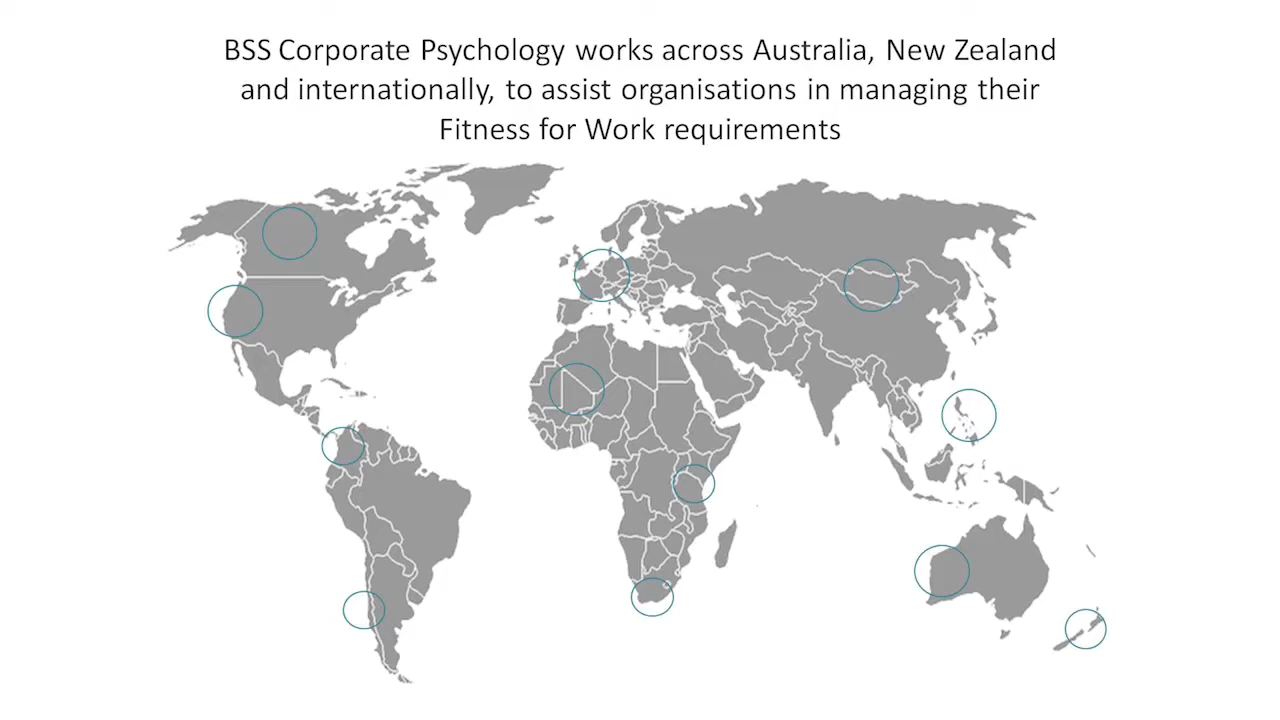 BSS Corporate Psychology works across Australia, New Zealand
and internationally, to assist organisations in managing their
Fitness for Work requirements